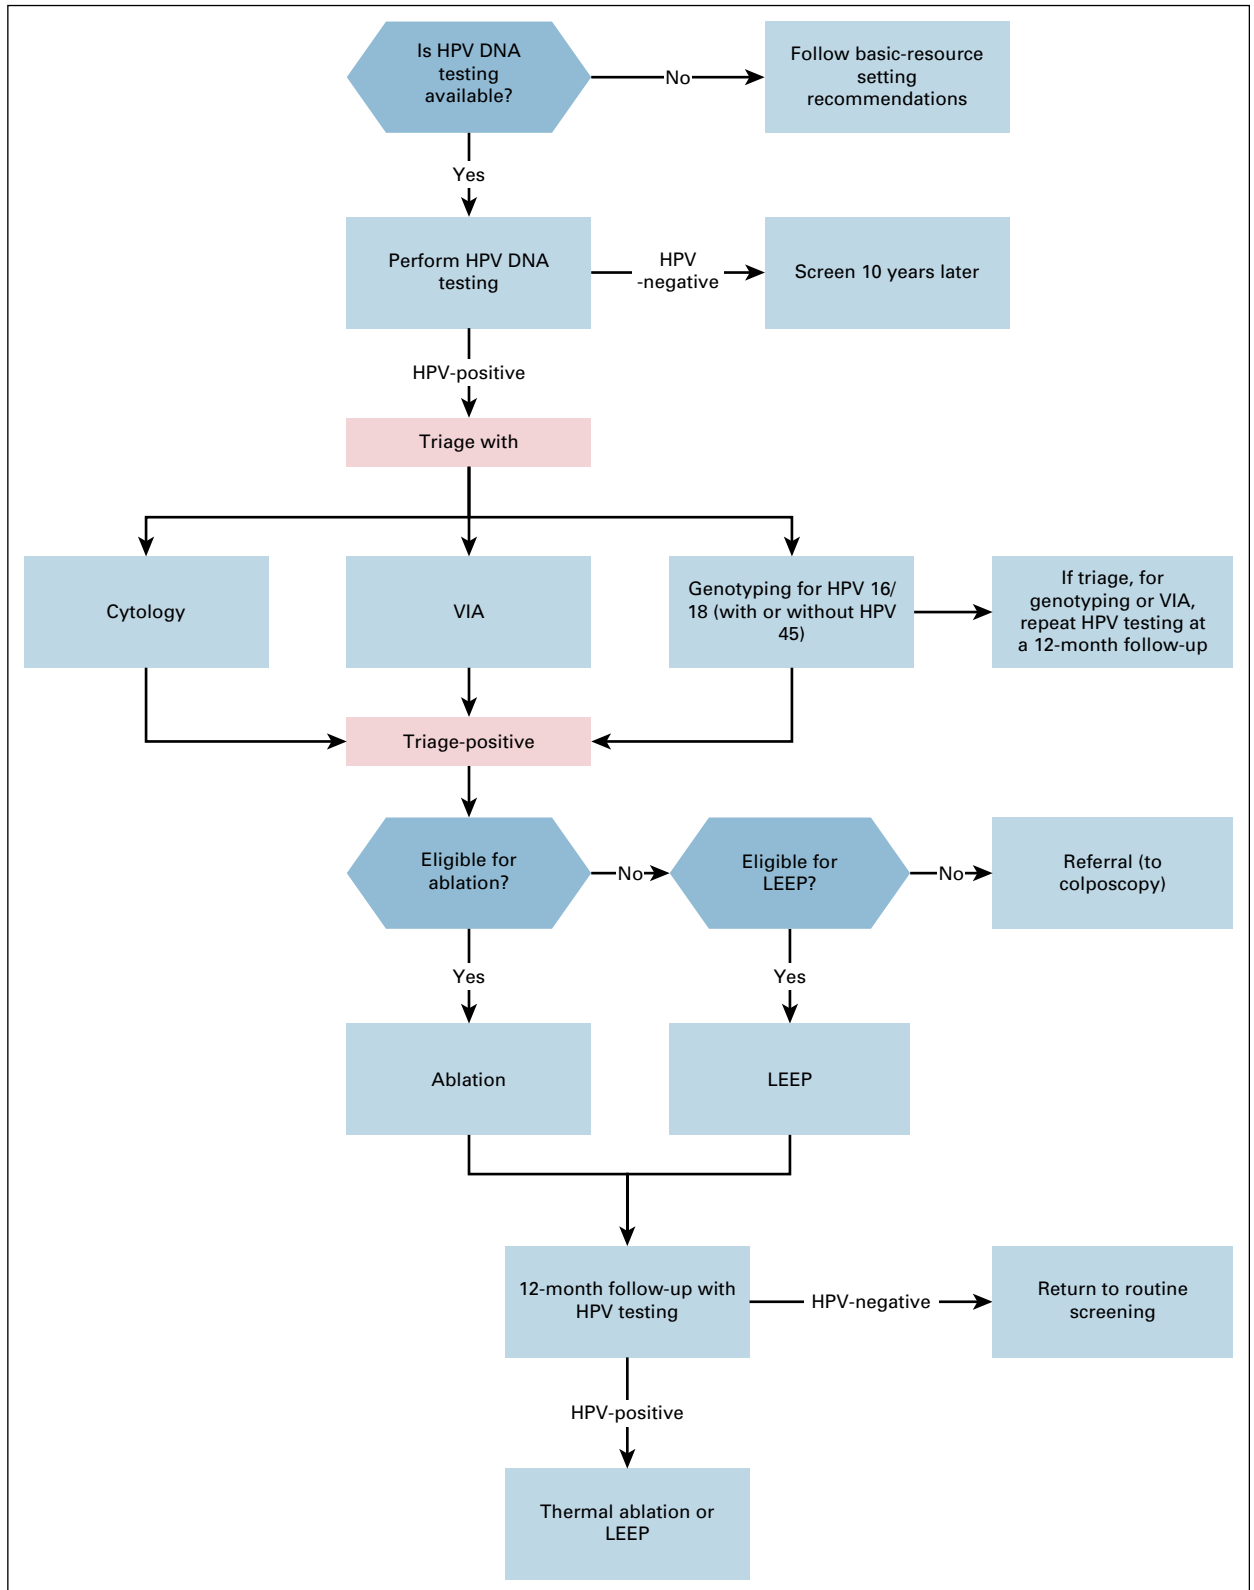 Is HPV DNA
testing
available?
No
Follow basic-resource
setting
recommendations
Yes
Perform HPV DNA
testing
HPV
-negative
Screen 10 years later
HPV-positive
Triage with
Cytology
VIA
Genotyping for HPV 16/
18 (with or without HPV
45)
If triage, for
genotyping or VIA,
repeat HPV testing at
a 12-month follow-up
Triage-positive
Eligible for
ablation?
No
Eligible for
LEEP?
No
Referral (to
colposcopy)
Yes
Yes
Ablation
LEEP
12-month follow-up with
HPV testing
HPV-negative
Return to routine
screening
HPV-positive
Thermal ablation or
LEEP